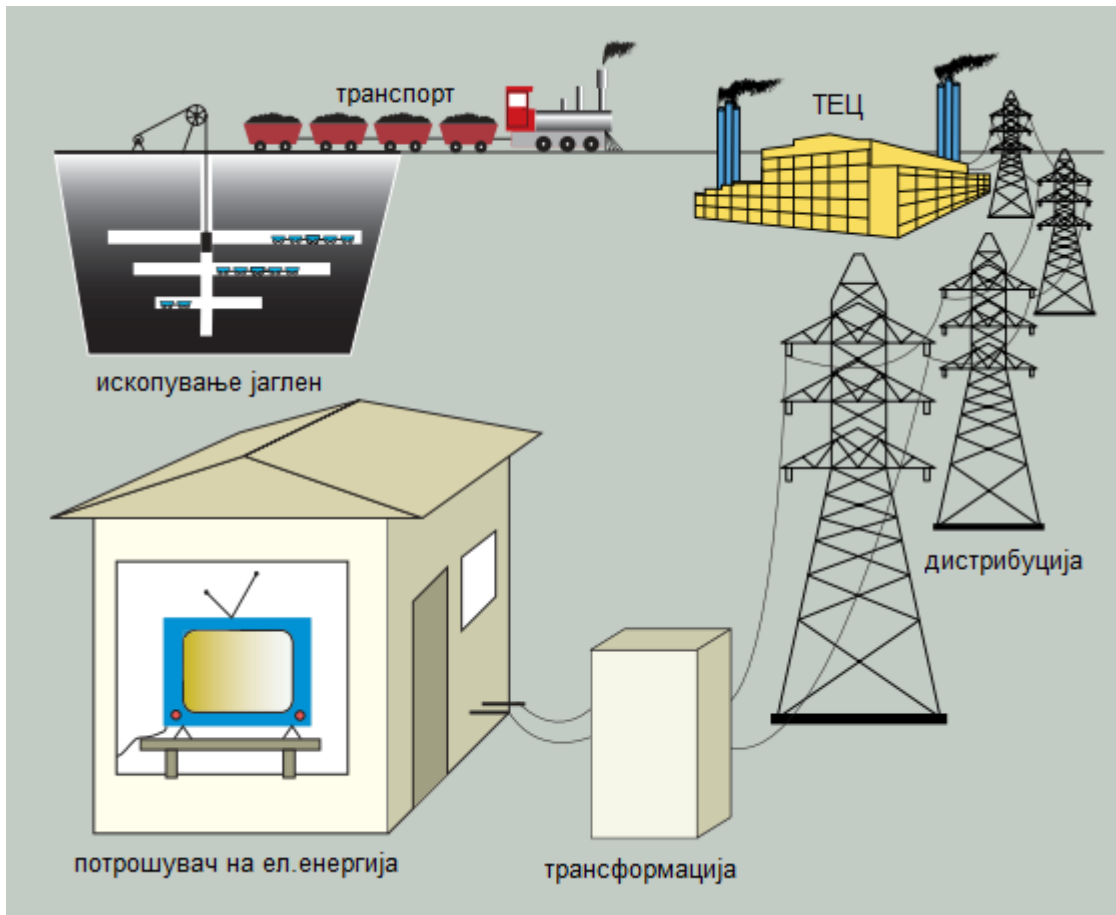 транспорт
ТЕЦ
ископување јаглен
дистрибуција
потрошувач на ел.енергија
трансформација